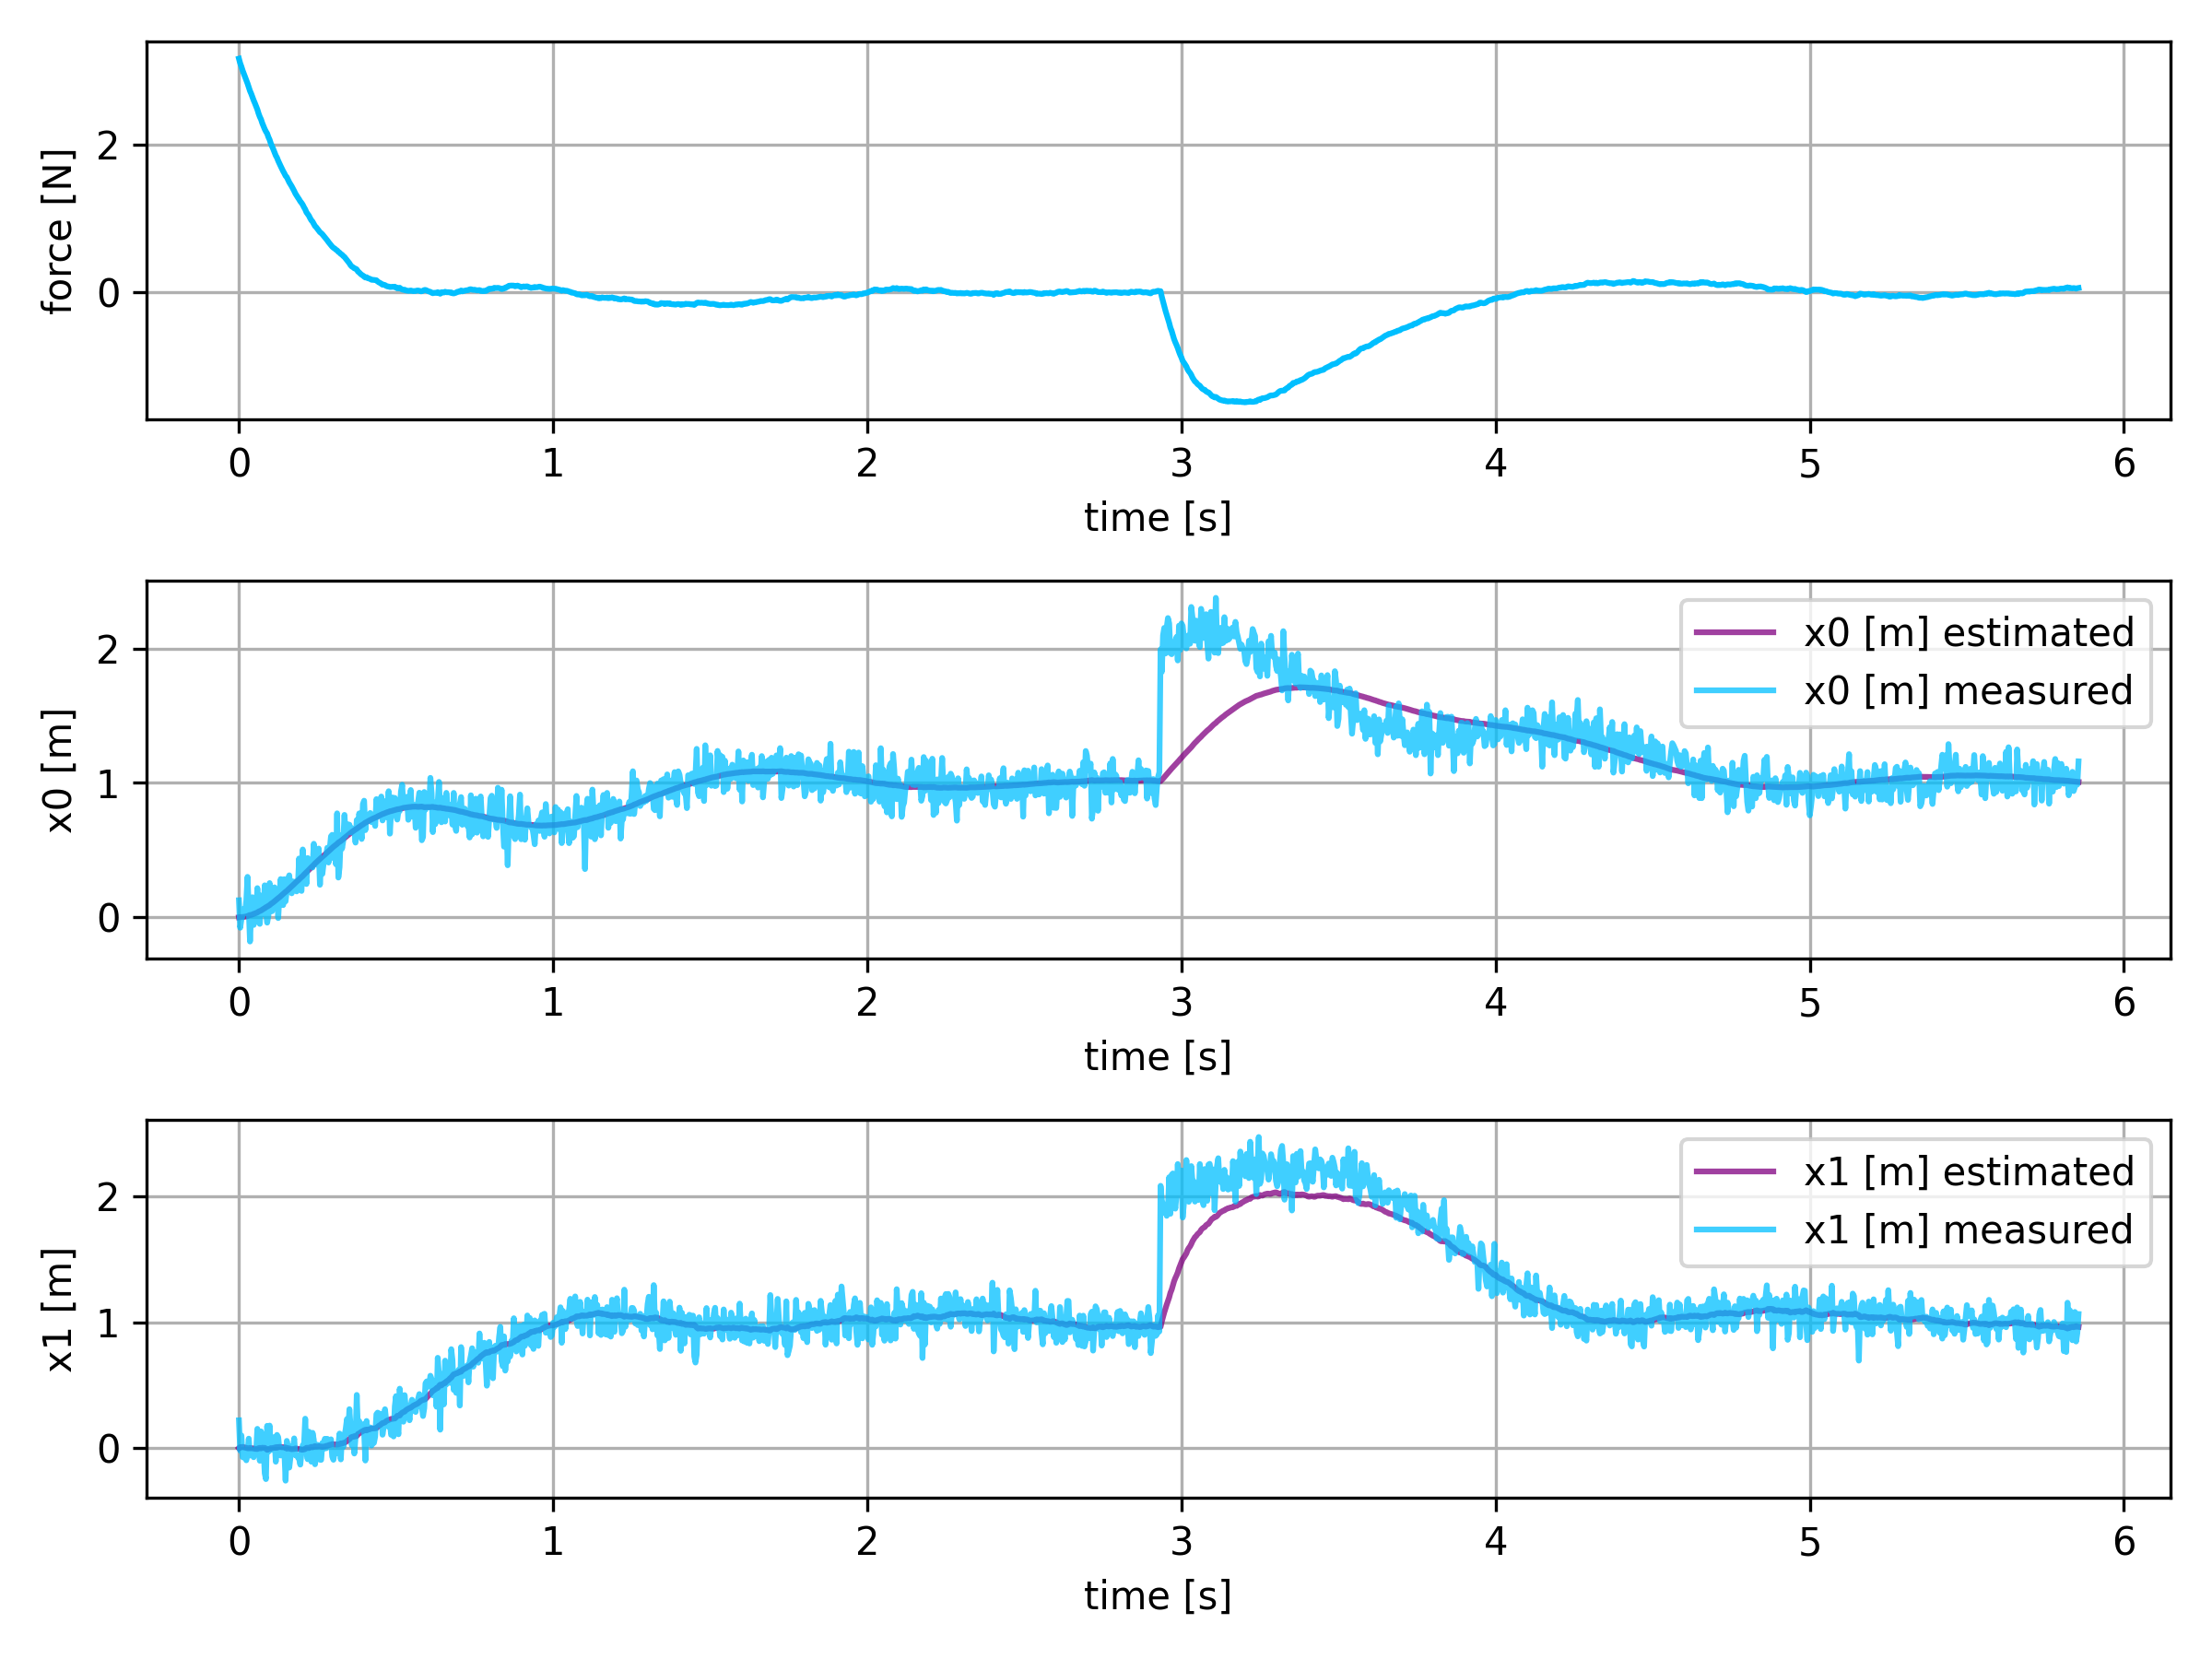 force [N]
2
0
0 1 2 3 4 5 6
time [s]
x0 [m]
2
1
0
x0 [m] estimated
x0 [m] measured
0 1 2 3 4 5 6
time [s]
x1 [m]
2
1
0
x1 [m] estimated
x1 [m] measured
0 1 2 3 4 5 6
time [s]